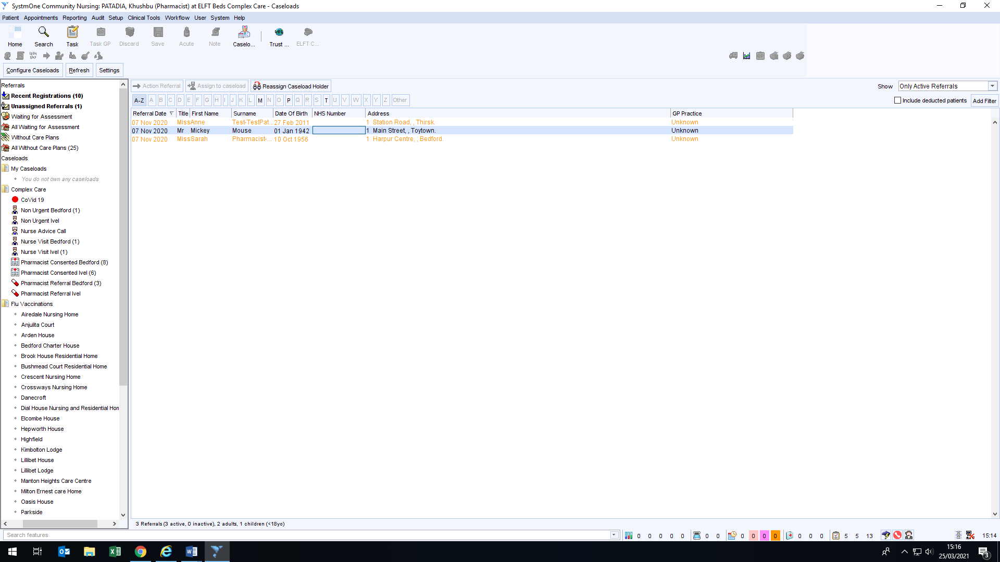 SystmOne Community Nursing: PATADIA, Khushbu (Pharmacist) at ELFT Beds Complex Care - Caseloads
Patient Appointments Reporting Audit Setup Clinical Tools Workflow User System Help
Home Search Task Task GP Discard Save Acute Note Caselo... Trust ... ELFT C...
Configure Caseloads Refresh Settings
Referrals
Recent Registrations (10)
Unassigned Referrals (1)
Waiting for Assessment
All Waiting for Assessment
Without Care Plans
All Without Care Plans (25)
Caseloads
My Caseloads
You do not own any caseloads
Complex Care
CoVid 19
Non Urgent Bedford (1)
Non Urgent Ivel
Nurse Advice Call
Nurse Visit Bedford (1)
Nurse Visit Ivel (1)
Pharmacist Consented Bedford (8)
Pharmacist Consented Ivel (6)
Pharmacist Referral Bedford (3)
Pharmacist Referral Ivel
Flu Vaccinations
Airedale Nursing Home
Anjulita Court
Arden House
Bedford Charter House
Brook House Residential Home
Bushmead Court Residential Home
Crescent Nursing Home
Crossways Nursing Home
Danecroft
Dial House Nursing and Residential Hom
Elcombe House
Hepworth House
Highfield
Kimbolton Lodge
Lillibet House
Lillibet Lodge
Manton Heights Care Centre
Milton Ernest care Home
Oasis House
Parkside
Action Referral Assign to caseload Reassign Caseload Holder Show Only Active Referrals
A-Z A B C D E F G H I J K L M N O P Q R S T U V W X Y Z Other Include deducted patients Add Filter
Referral Date Title First Name Surname Date Of Birth NHS Number Address GP Practice
07 Nov 2020 Miss Anne Test-TestPat... 27 Feb 2011 1 Station Road, , Thirsk. Unknown
07 Nov 2020 Mr Mickey Mouse 01 Jan 1942 1 Main Street, , Toytown. Unknown
07 Nov 2020 Miss Sarah Pharmacist-... 10 Oct 1956 1 Harpur Centre, , Bedford. Unknown
3 Referrals (3 active, 0 inactive), 2 adults, 1 children (<18yo)
Search features 0 0 0 0 0 0 0 0 0 0 0 0 0 0 5 5 13 15:14
15:16
25/03/2021
3